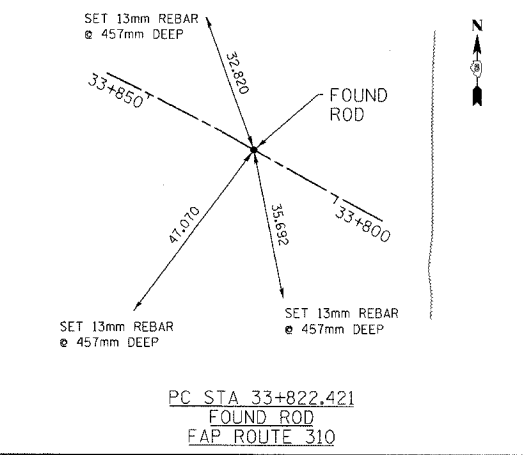 SET 13mm REBAR
@ 457mm DEEP
N
32.820
33+850
FOUND
ROD
33+800
47.070
35.692
SET 13mm REBAR
@ 457mm DEEP
SET 13mm REBAR
@ 457mm DEEP
PC STA 33+822.421
FOUND ROD
FAP ROUTE 310